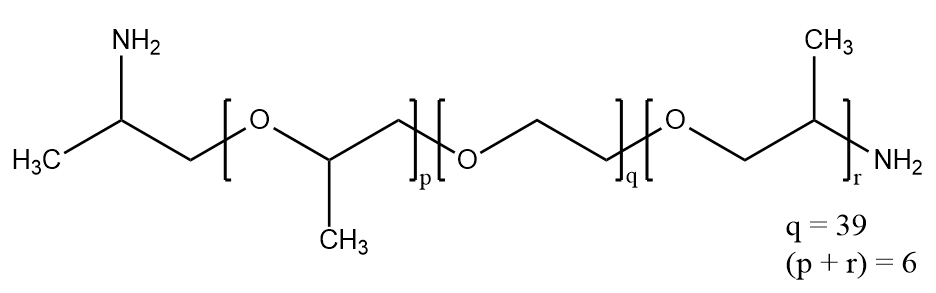 NH₂ CH₃
H₃C O p O q O r NH₂
CH₃
q = 39
(p + r) = 6